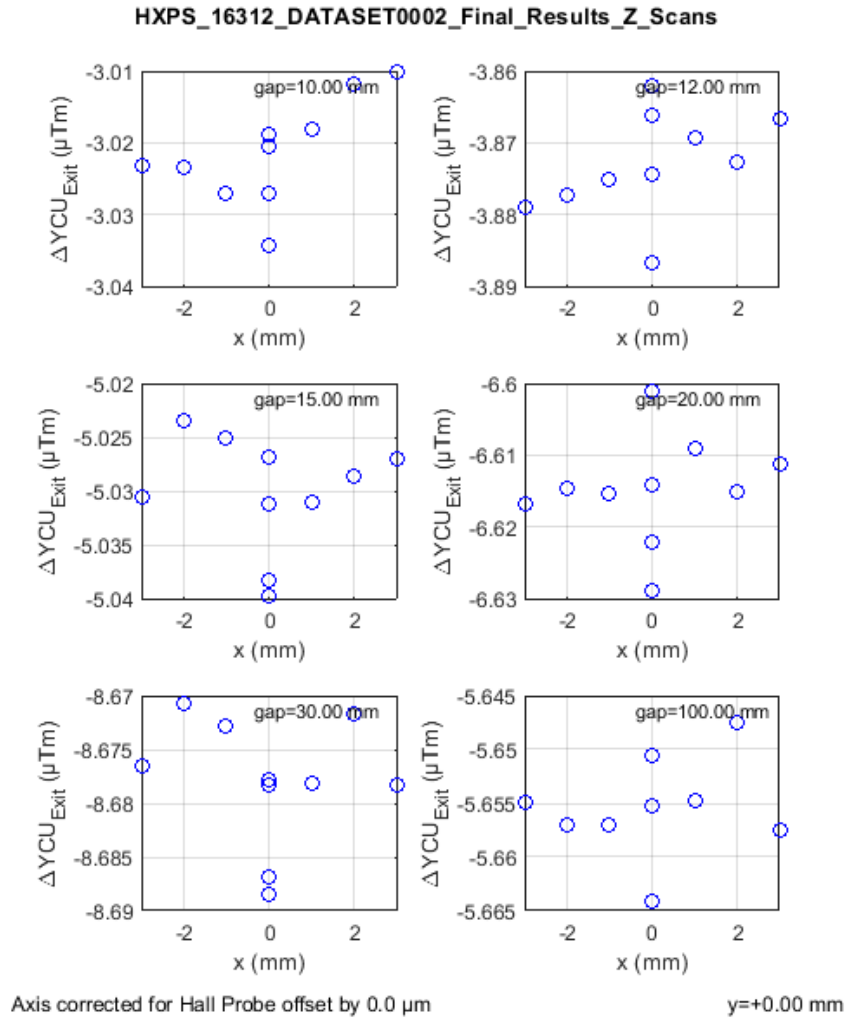 HXPS_16312_DATASET0002_Final_Results_Z_Scans
-3.01
-3.02
-3.03
-3.04
ΔYCU_Exit (µTm)
gap=10.00 mm
-2 0 2
x (mm)
-3.86
-3.87
-3.88
-3.89
ΔYCU_Exit (µTm)
gap=12.00 mm
-2 0 2
x (mm)
-5.02
-5.025
-5.03
-5.035
-5.04
ΔYCU_Exit (µTm)
gap=15.00 mm
-2 0 2
x (mm)
-6.6
-6.61
-6.62
-6.63
ΔYCU_Exit (µTm)
gap=20.00 mm
-2 0 2
x (mm)
-8.67
-8.675
-8.68
-8.685
-8.69
ΔYCU_Exit (µTm)
gap=30.00 mm
-2 0 2
x (mm)
-5.645
-5.65
-5.655
-5.66
-5.665
ΔYCU_Exit (µTm)
gap=100.00 mm
-2 0 2
x (mm)
Axis corrected for Hall Probe offset by 0.0 µm
y=+0.00 mm